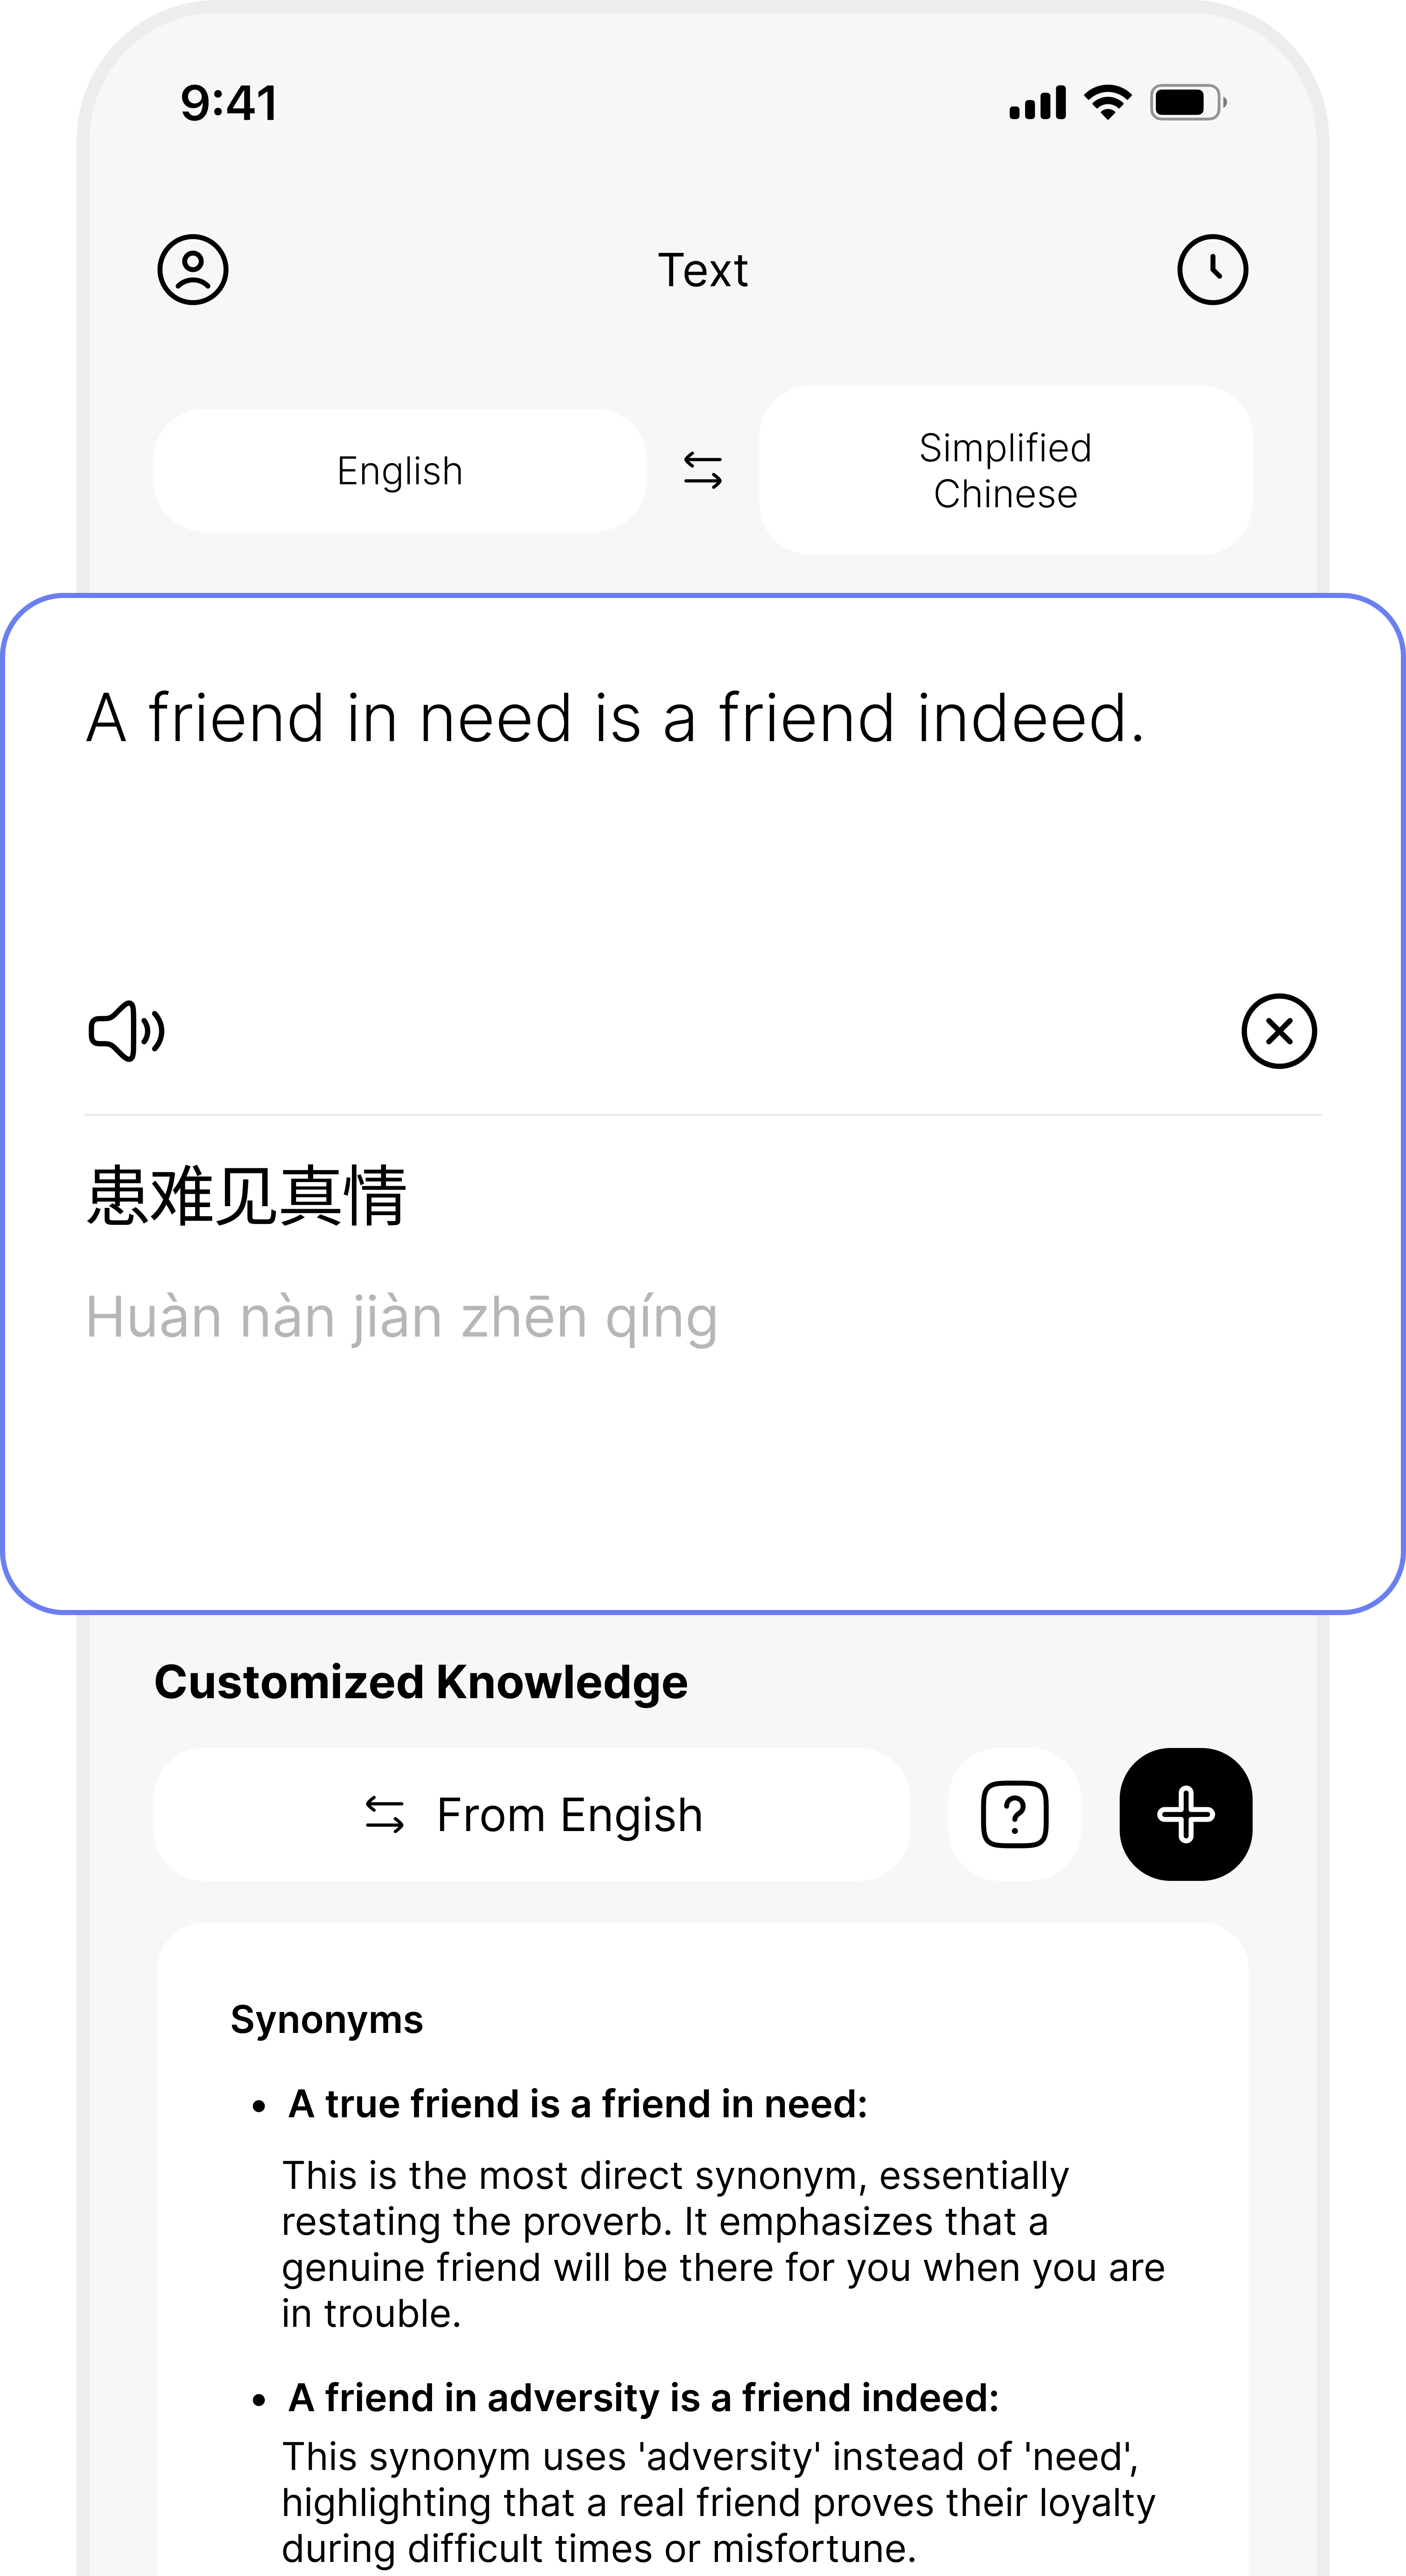 9:41
Text
English
Simplified
Chinese
A friend in need is a friend indeed.
患难见真情
Huàn nàn jiàn zhēn qíng
Customized Knowledge
From Engish
Synonyms
• A true friend is a friend in need:
This is the most direct synonym, essentially
restating the proverb. It emphasizes that a
genuine friend will be there for you when you are
in trouble.
• A friend in adversity is a friend indeed:
This synonym uses 'adversity' instead of 'need',
highlighting that a real friend proves their loyalty
during difficult times or misfortune.